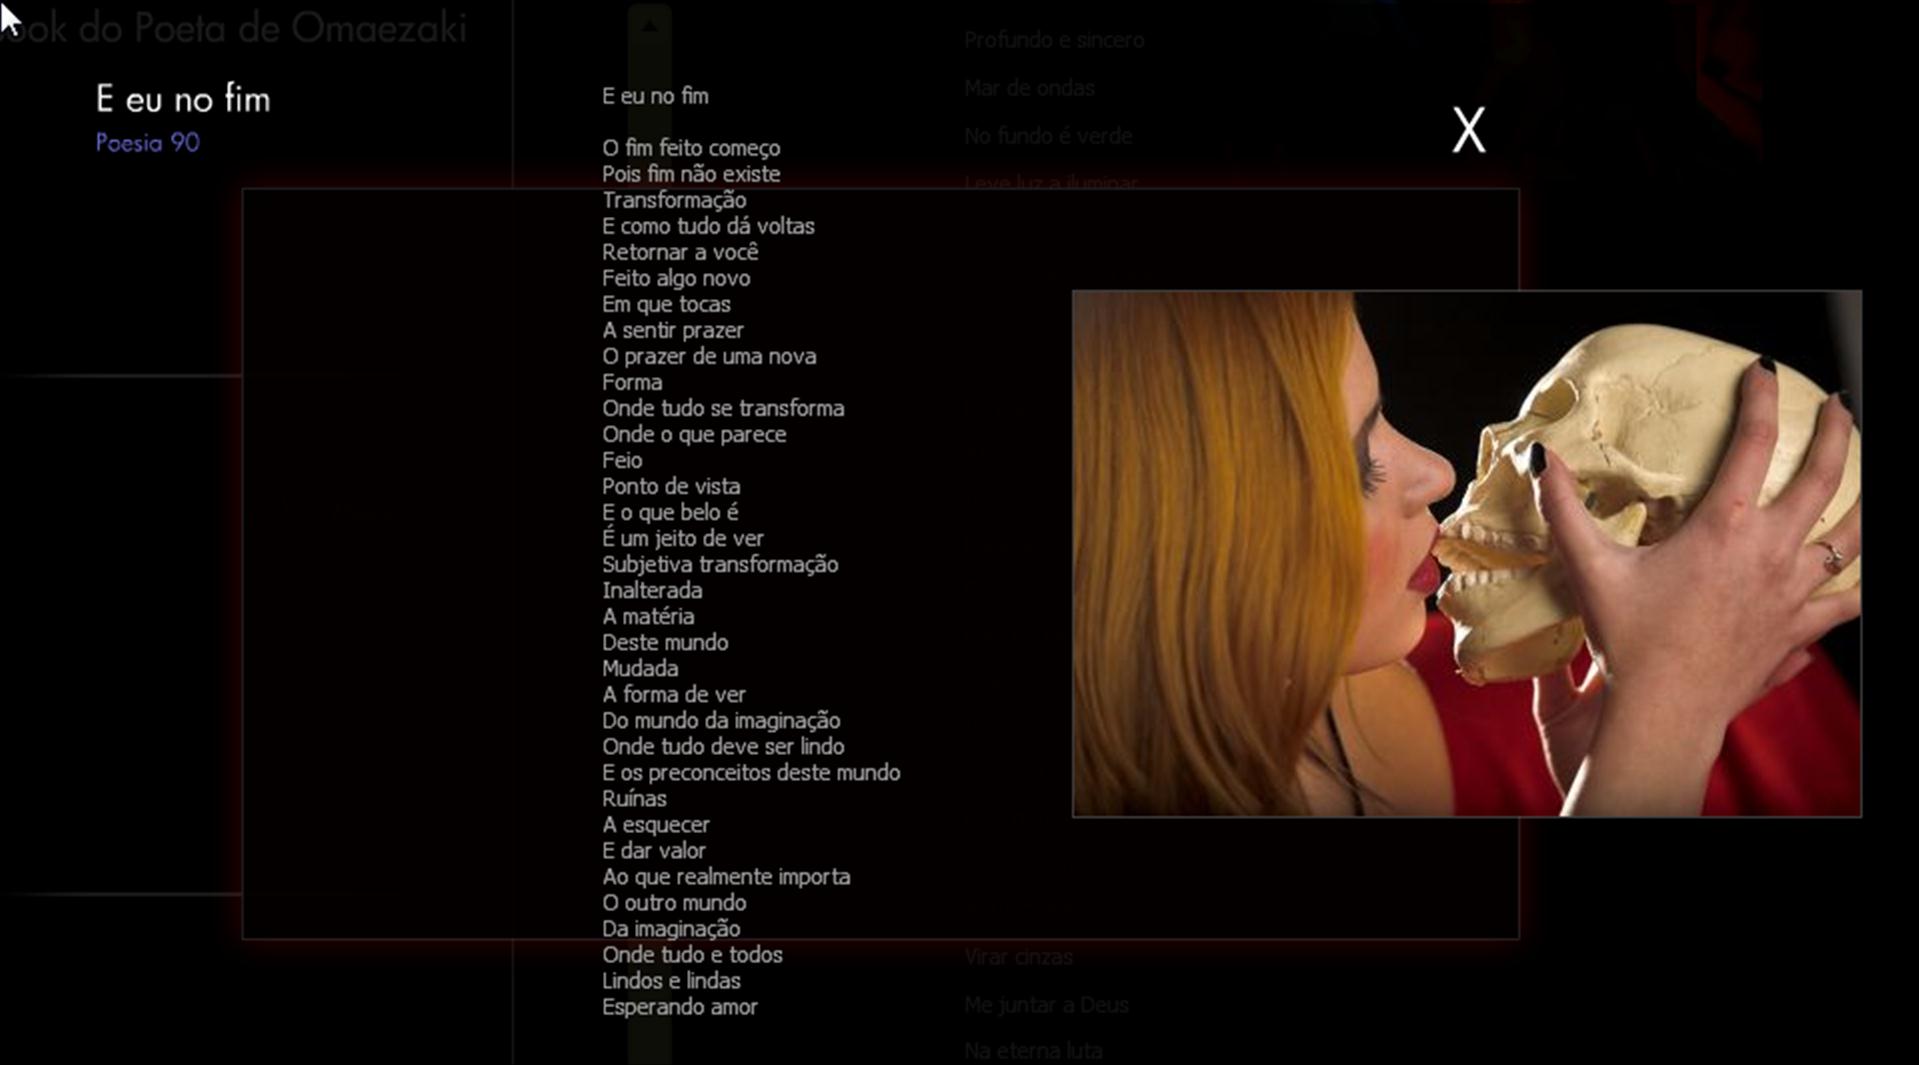 ook do Poeta de Omaezaki
E eu no fim
Poesia 90
X
E eu no fim
O fim feito começo
Pois fim não existe
Transformação
E como tudo dá voltas
Retornar a você
Feito algo novo
Em que tocas
A sentir prazer
O prazer de uma nova
Forma
Onde tudo se transforma
Onde o que parece
Feio
Ponto de vista
E o que belo é
É um jeito de ver
Subjetiva transformação
Inalterada
A matéria
Deste mundo
Mudada
A forma de ver
Do mundo da imaginação
Onde tudo deve ser lindo
E os preconceitos deste mundo
Ruínas
A esquecer
E dar valor
Ao que realmente importa
O outro mundo
Da imaginação
Onde tudo e todos
Lindos e lindas
Esperando amor
Profundo e sincero
Mar de ondas
No fundo é verde
Leve luz a iluminar
Virar cinzas
Me juntar a Deus
Na eterna luta